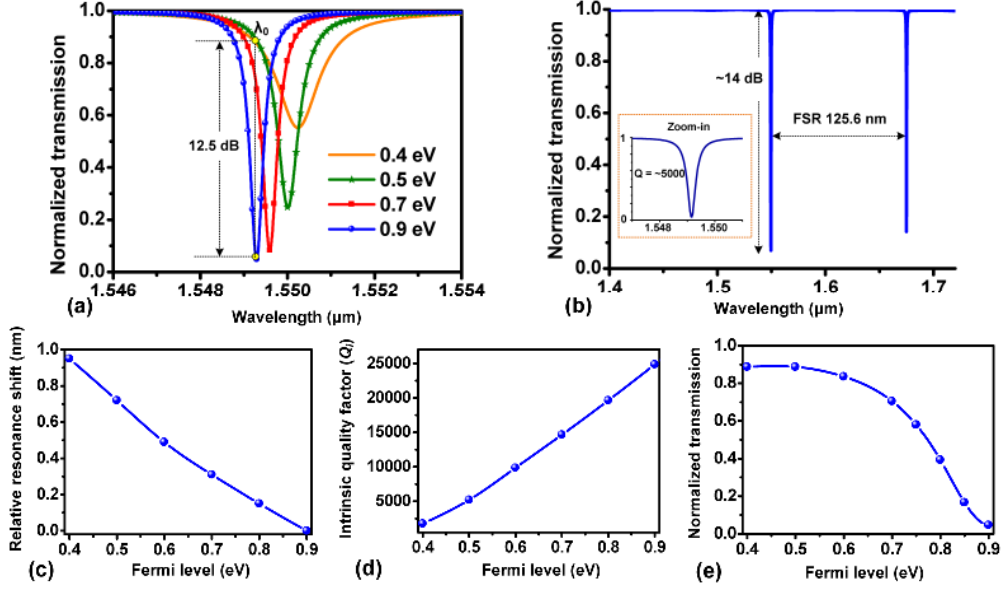 Normalized transmission
1.0
0.8
0.6
0.4
0.2
0.0
λ0
12.5 dB
0.4 eV
0.5 eV
0.7 eV
0.9 eV
1.546
1.548
1.550
1.552
1.554
Wavelength (µm)
(a)
Normalized transmission
1.0
0.8
0.6
0.4
0.2
0.0
~14 dB
FSR 125.6 nm
Zoom-in
1
Q = ~5000
0
1.548
1.550
1.4
1.5
1.6
1.7
Wavelength (µm)
(b)
Relative resonance shift (nm)
1.0
0.8
0.6
0.4
0.2
0.0
0.4 0.5 0.6 0.7 0.8 0.9
Fermi level (eV)
(c)
Intrinsic quality factor (Qi)
25000
20000
15000
10000
5000
0.4 0.5 0.6 0.7 0.8 0.9
Fermi level (eV)
(d)
Normalized transmission
1.0
0.8
0.6
0.4
0.2
0.0
0.4 0.5 0.6 0.7 0.8 0.9
Fermi level (eV)
(e)